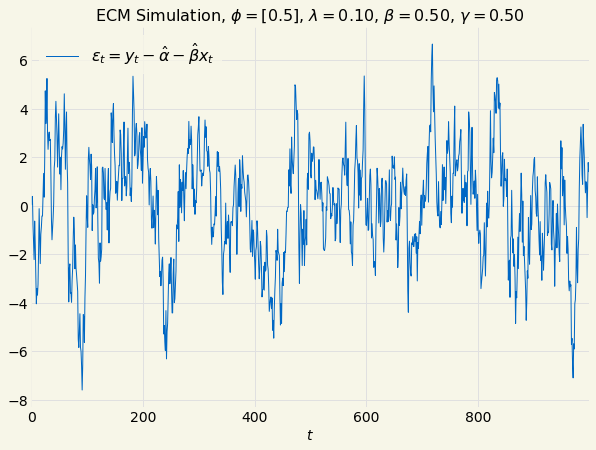 ECM Simulation, ϕ = [0.5], λ = 0.10, β = 0.50, γ = 0.50
ε_t = y_t − α̂ − β̂x_t
6
4
2
0
−2
−4
−6
−8
0 200 400 600 800
t